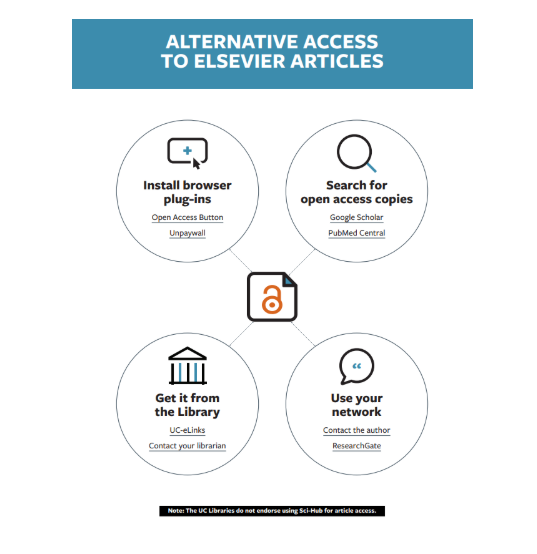 ALTERNATIVE ACCESS
TO ELSEVIER ARTICLES
Install browser
plug-ins
Open Access Button
Unpaywall
Search for
open access copies
Google Scholar
PubMed Central
Get it from
the Library
UC-eLinks
Contact your librarian
“
Use your
network
Contact the author
ResearchGate
Note: The UC Libraries do not endorse using Sci-Hub for article access.